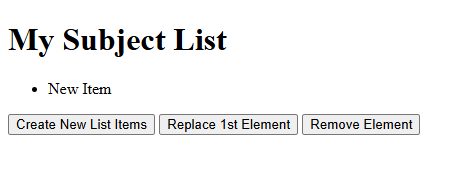 My Subject List
New Item
Create New List Items Replace 1st Element Remove Element